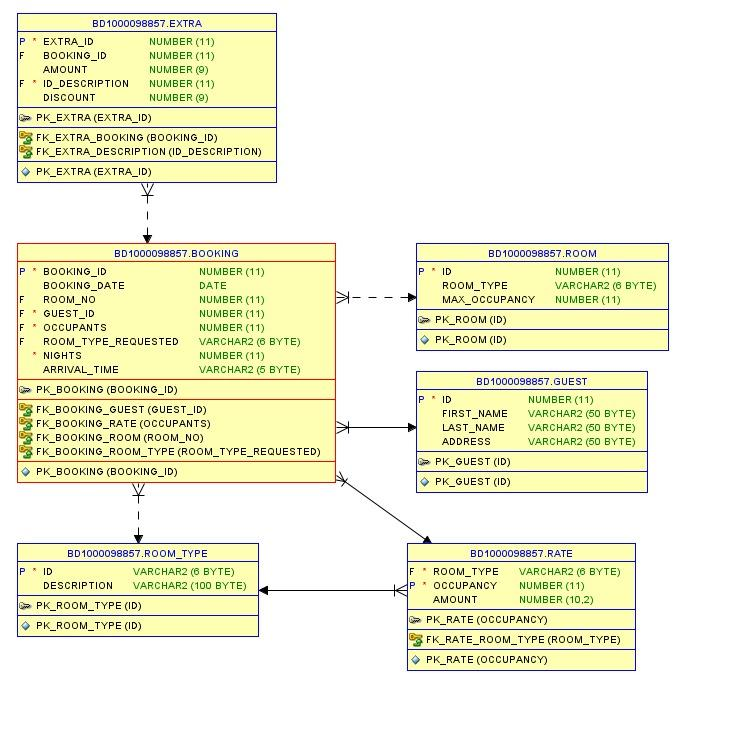 BD1000098857.EXTRA
P * EXTRA_ID NUMBER (11)
F BOOKING_ID NUMBER (11)
AMOUNT NUMBER (9)
F * ID_DESCRIPTION NUMBER (11)
DISCOUNT NUMBER (9)
PK_EXTRA (EXTRA_ID)
FK_EXTRA_BOOKING (BOOKING_ID)
FK_EXTRA_DESCRIPTION (ID_DESCRIPTION)
PK_EXTRA (EXTRA_ID)
BD1000098857.BOOKING
P * BOOKING_ID NUMBER (11)
BOOKING_DATE DATE
F ROOM_NO NUMBER (11)
F * GUEST_ID NUMBER (11)
F * OCCUPANTS NUMBER (11)
F ROOM_TYPE_REQUESTED VARCHAR2 (6 BYTE)
* NIGHTS NUMBER (11)
ARRIVAL_TIME VARCHAR2 (5 BYTE)
PK_BOOKING (BOOKING_ID)
FK_BOOKING_GUEST (GUEST_ID)
FK_BOOKING_RATE (OCCUPANTS)
FK_BOOKING_ROOM (ROOM_NO)
FK_BOOKING_ROOM_TYPE (ROOM_TYPE_REQUESTED)
PK_BOOKING (BOOKING_ID)
BD1000098857.ROOM
P * ID NUMBER (11)
ROOM_TYPE VARCHAR2 (6 BYTE)
MAX_OCCUPANCY NUMBER (11)
PK_ROOM (ID)
PK_ROOM (ID)
BD1000098857.GUEST
P * ID NUMBER (11)
FIRST_NAME VARCHAR2 (50 BYTE)
LAST_NAME VARCHAR2 (50 BYTE)
ADDRESS VARCHAR2 (50 BYTE)
PK_GUEST (ID)
PK_GUEST (ID)
BD1000098857.ROOM_TYPE
P * ID VARCHAR2 (6 BYTE)
DESCRIPTION VARCHAR2 (100 BYTE)
PK_ROOM_TYPE (ID)
PK_ROOM_TYPE (ID)
BD1000098857.RATE
F * ROOM_TYPE VARCHAR2 (6 BYTE)
P * OCCUPANCY NUMBER (11)
AMOUNT NUMBER (10,2)
PK_RATE (OCCUPANCY)
FK_RATE_ROOM_TYPE (ROOM_TYPE)
PK_RATE (OCCUPANCY)